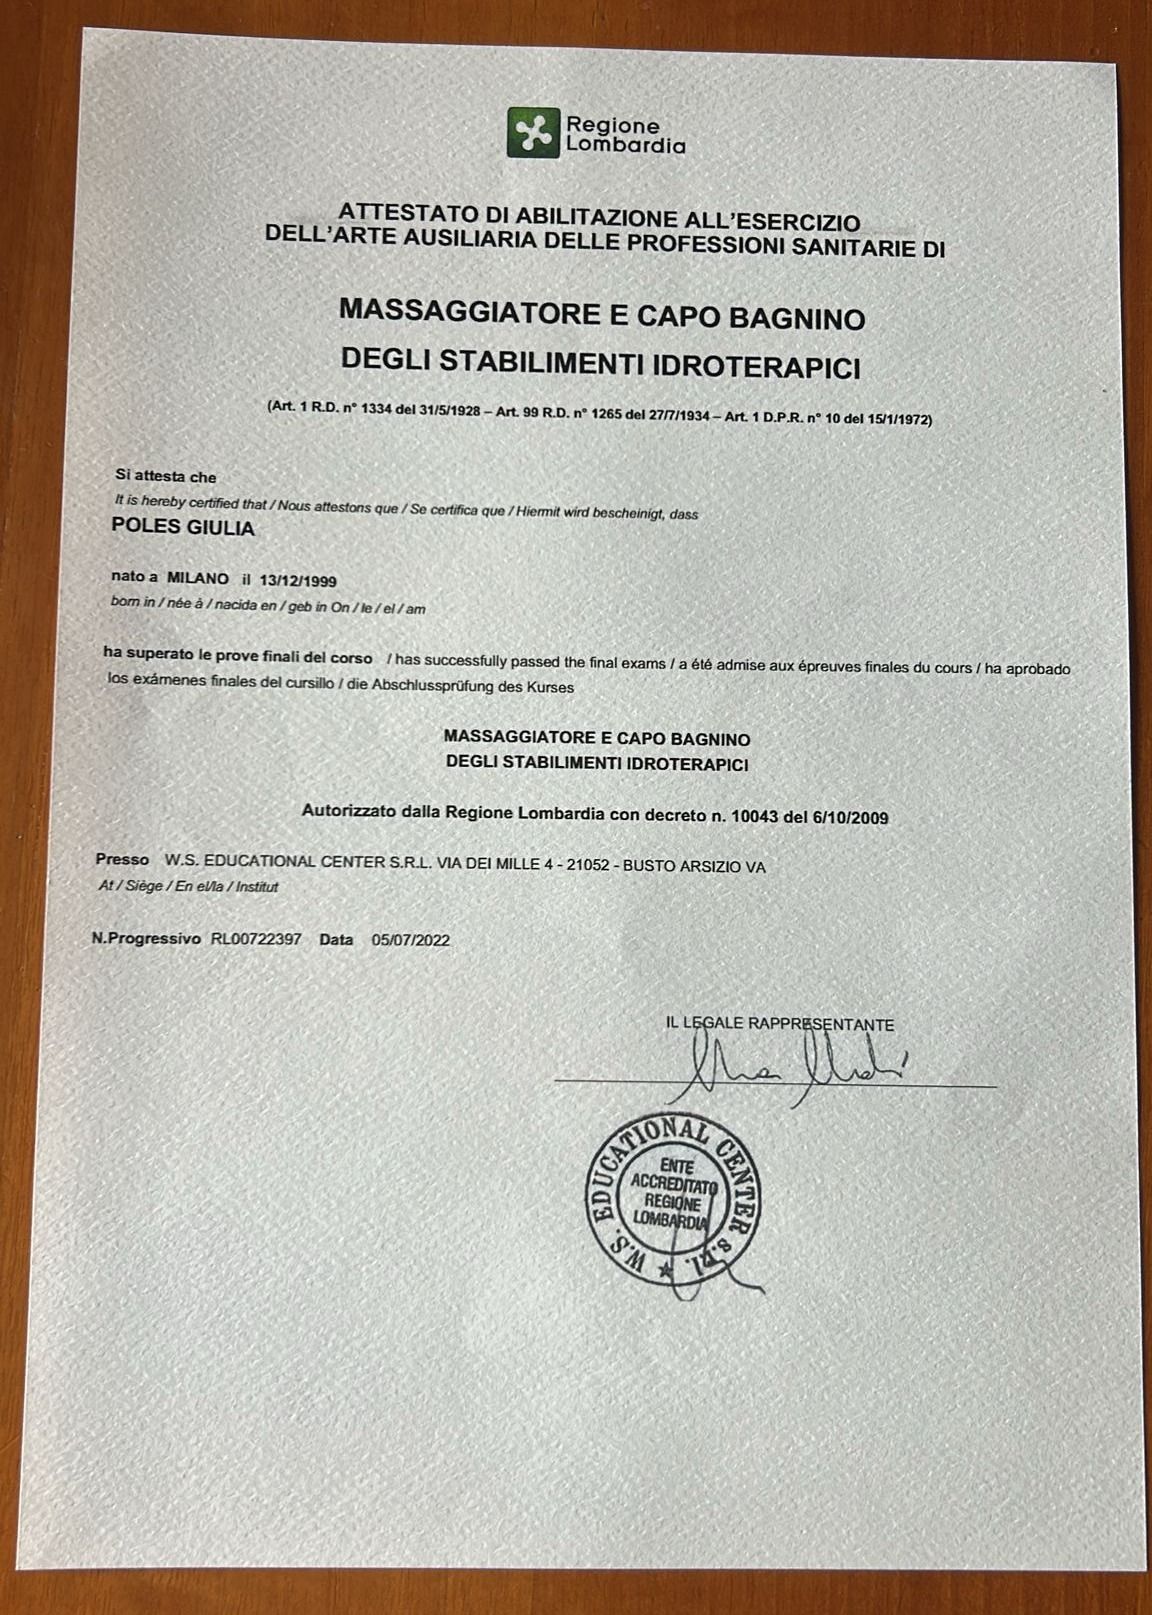 Regione
Lombardia
ATTESTATO DI ABILITAZIONE ALL'ESERCIZIO
DELL'ARTE AUSILIARIA DELLE PROFESSIONI SANITARIE DI
MASSAGGIATORE E CAPO BAGNINO
DEGLI STABILIMENTI IDROTERAPICI
(Art. 1 R.D. n° 1334 del 31/5/1928 – Art. 99 R.D. n° 1265 del 27/7/1934 – Art. 1 D.P.R. n° 10 del 15/1/1972)
Si attesta che
It is hereby certified that / Nous attestons que / Se certifica que / Hiermit wird bescheinigt, dass
POLES GIULIA
nato a MILANO il 13/12/1999
born in / née à / nacida en / geb in On / le / el / am
ha superato le prove finali del corso / has successfully passed the final exams / a été admise aux épreuves finales du cours / ha aprobado
los exámenes finales del cursillo / die Abschlussprüfung des Kurses
MASSAGGIATORE E CAPO BAGNINO
DEGLI STABILIMENTI IDROTERAPICI
Autorizzato dalla Regione Lombardia con decreto n. 10043 del 6/10/2009
Presso W.S. EDUCATIONAL CENTER S.R.L. VIA DEI MILLE 4 - 21052 - BUSTO ARSIZIO VA
At / Siège / En el/la / Institut
N.Progressivo RL00722397 Data 05/07/2022
IL LEGALE RAPPRESENTANTE
W.S. EDUCATIONAL CENTER s.r.l.
ENTE
ACCREDITATO
REGIONE
LOMBARDIA